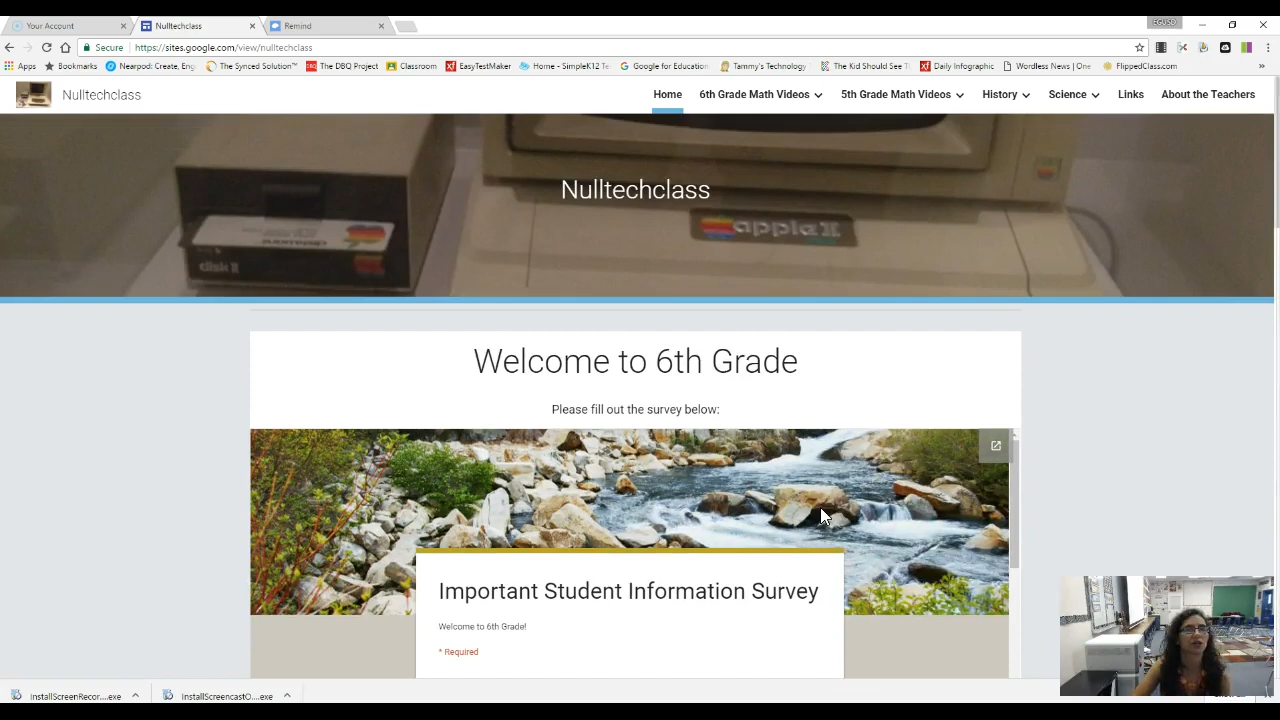 Your Account
Nulltechclass
Remind
EGUSD
Secure https://sites.google.com/view/nulltechclass
Apps Bookmarks Nearpod: Create, Eng The Synced Solution™ The DBQ Project Classroom EasyTestMaker Home - SimpleK12 Te Google for Education Tammy's Technology The Kid Should See T Daily Infographic Wordless News | One FlippedClass.com
Nulltechclass
Home 6th Grade Math Videos 5th Grade Math Videos History Science Links About the Teachers
Nulltechclass
apple II
disk II
Welcome to 6th Grade
Please fill out the survey below:
Important Student Information Survey
Welcome to 6th Grade!
* Required
InstallScreenRecor....exe
InstallScreencastO....exe